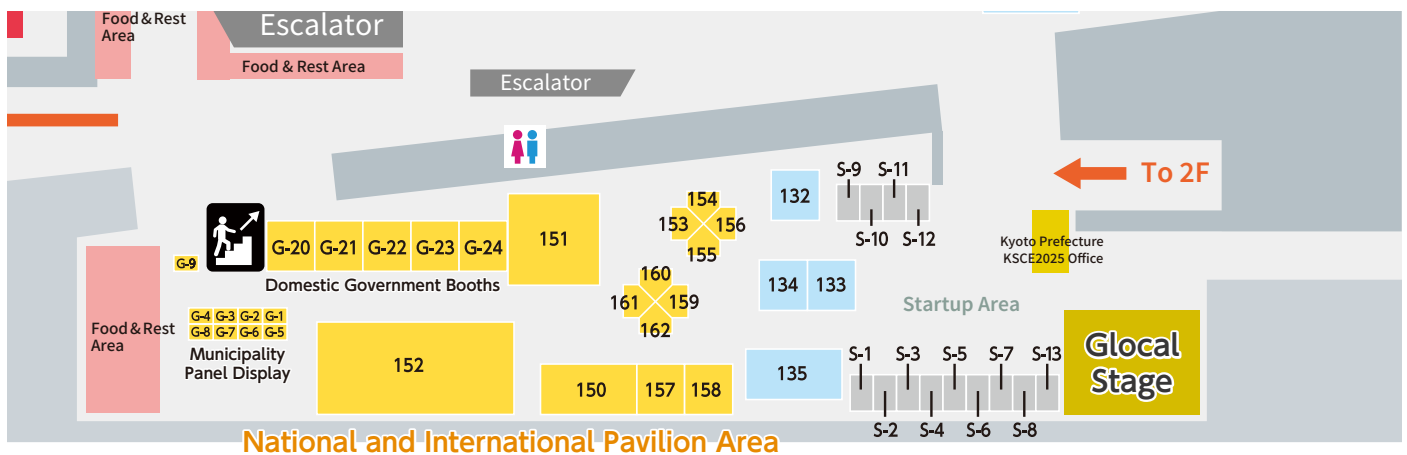 Food & Rest
Area
Escalator
Food & Rest Area
Escalator
To 2F
S-9
S-11
154
132
153
156
S-10
S-12
G-20
G-21
G-22
G-23
G-24
151
155
Kyoto Prefecture
KSCE2025 Office
G-9
Domestic Government Booths
160
134
133
161
159
Startup Area
G-4
G-3
G-2
G-1
G-8
G-7
G-6
G-5
162
Food & Rest
Area
Municipality
Panel Display
152
150
157
158
135
S-1
S-3
S-5
S-7
S-13
Glocal
Stage
S-2
S-4
S-6
S-8
National and International Pavilion Area